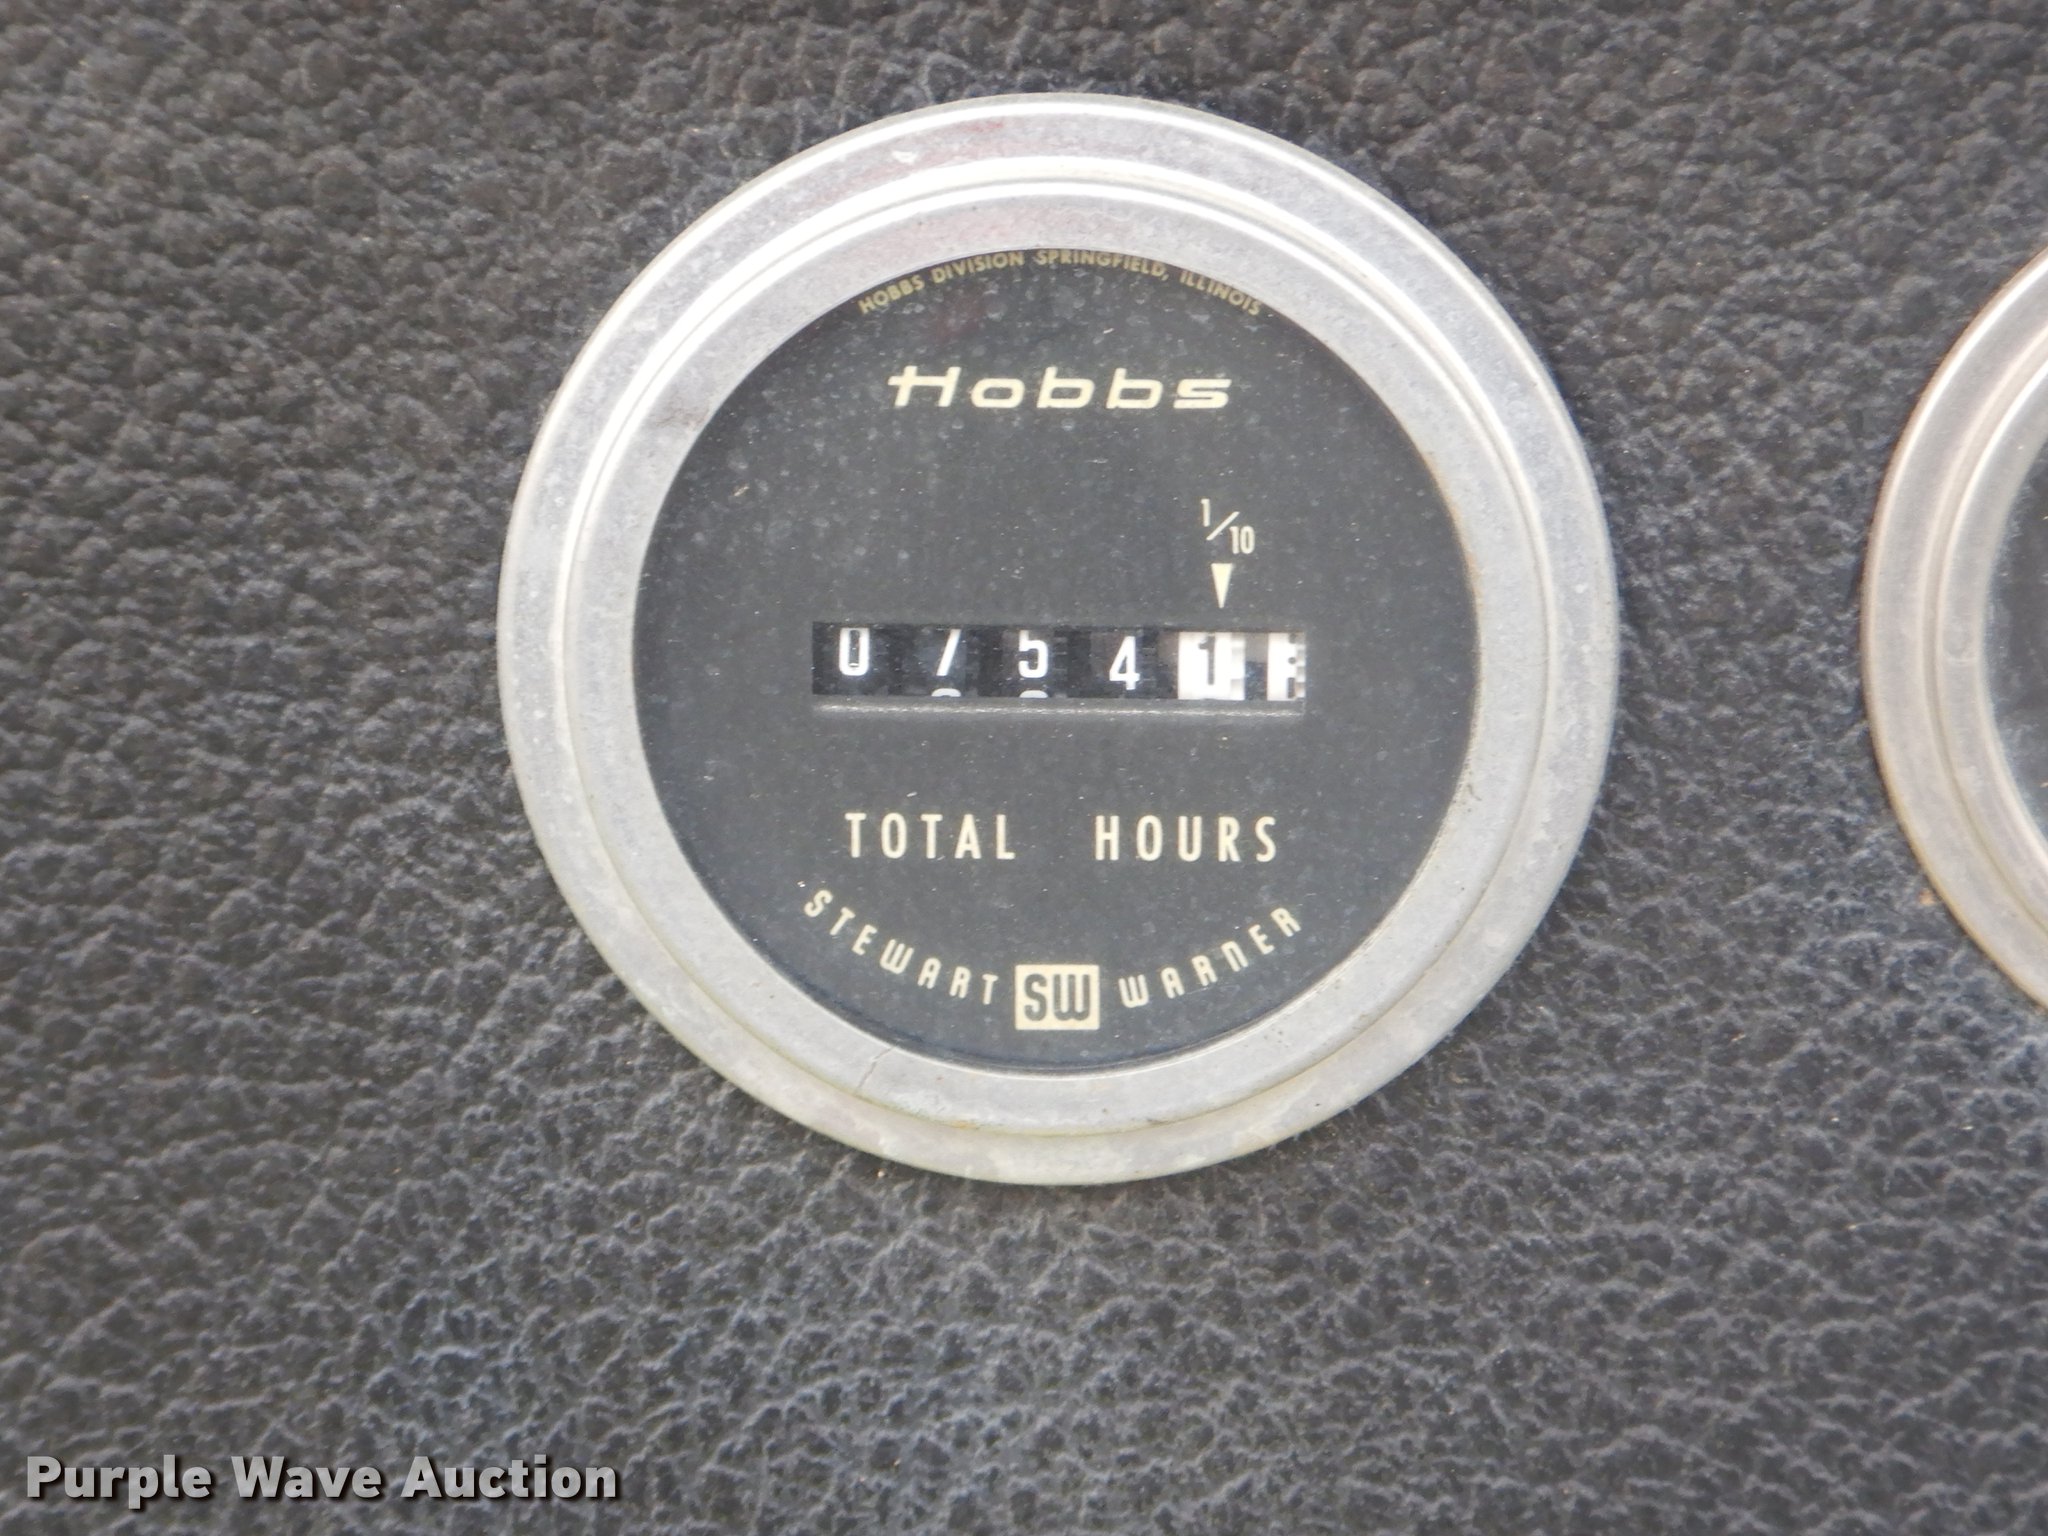 HOBBS DIVISION SPRINGFIELD, ILLINOIS
Hobbs
1/10
0 7 5 4 1
TOTAL HOURS
STEWART SW WARNER
Purple Wave Auction